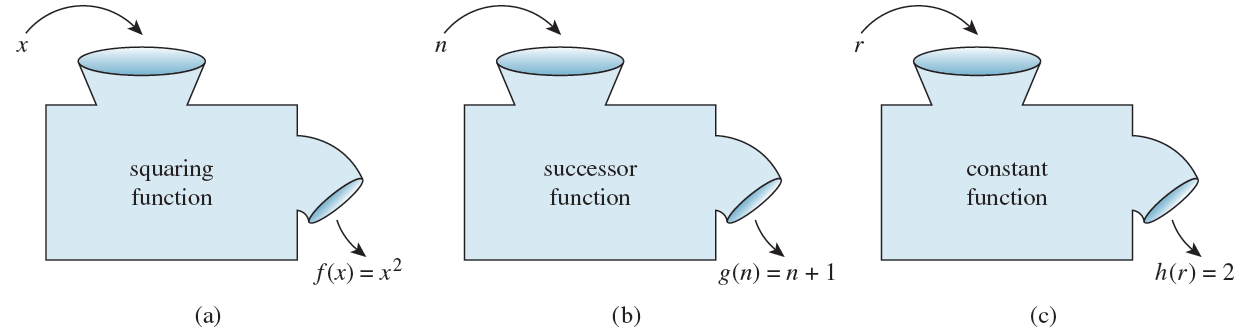 x
squaring
function
f(x) = x²
(a)
n
successor
function
g(n) = n + 1
(b)
r
constant
function
h(r) = 2
(c)